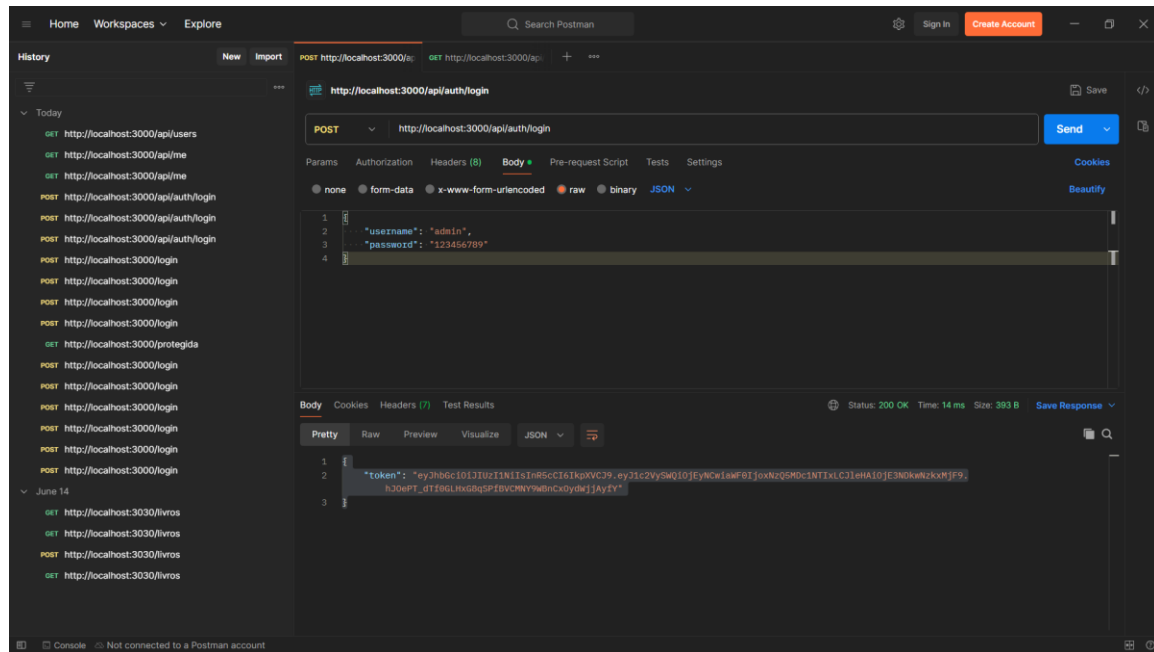 Home Workspaces Explore Search Postman Sign In Create Account
History New Import
POST http://localhost:3000/ap GET http://localhost:3000/api
HTTP http://localhost:3000/api/auth/login Save
Today
GET http://localhost:3000/api/users
GET http://localhost:3000/api/me
GET http://localhost:3000/api/me
POST http://localhost:3000/api/auth/login
POST http://localhost:3000/api/auth/login
POST http://localhost:3000/api/auth/login
POST http://localhost:3000/login
POST http://localhost:3000/login
POST http://localhost:3000/login
POST http://localhost:3000/login
GET http://localhost:3000/protegida
POST http://localhost:3000/login
POST http://localhost:3000/login
POST http://localhost:3000/login
POST http://localhost:3000/login
POST http://localhost:3000/login
POST http://localhost:3000/login
June 14
GET http://localhost:3030/livros
GET http://localhost:3030/livros
POST http://localhost:3030/livros
GET http://localhost:3030/livros
POST http://localhost:3000/api/auth/login Send
Params Authorization Headers (8) Body Pre-request Script Tests Settings Cookies
none form-data x-www-form-urlencoded raw binary JSON Beautify
1 {
2 "username": "admin",
3 "password": "123456789"
4 }
Body Cookies Headers (7) Test Results Status: 200 OK Time: 14 ms Size: 393 B Save Response
Pretty Raw Preview Visualize JSON
1 {
2 "token":
3 }
Console Not connected to a Postman account